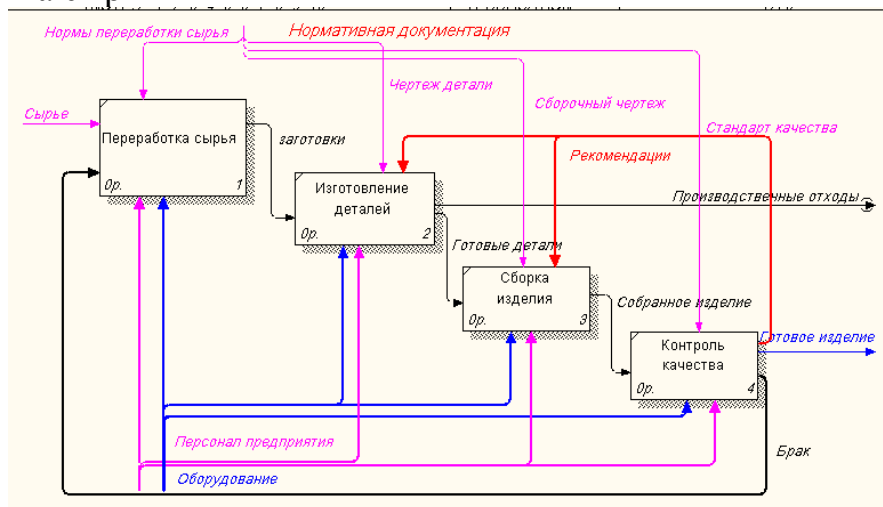 Нормы переработки сырья
Нормативная документация
Чертеж детали
Сборочный чертеж
Сырье
Стандарт качества
Переработка сырья
0р.
1
заготовки
Рекомендации
Изготовление
деталей
0р.
2
Производственные отходы
Готовые детали
Сборка
изделия
0р.
3
Собранное изделие
Готовое изделие
Контроль
качества
0р.
4
Персонал предприятия
Брак
Оборудование